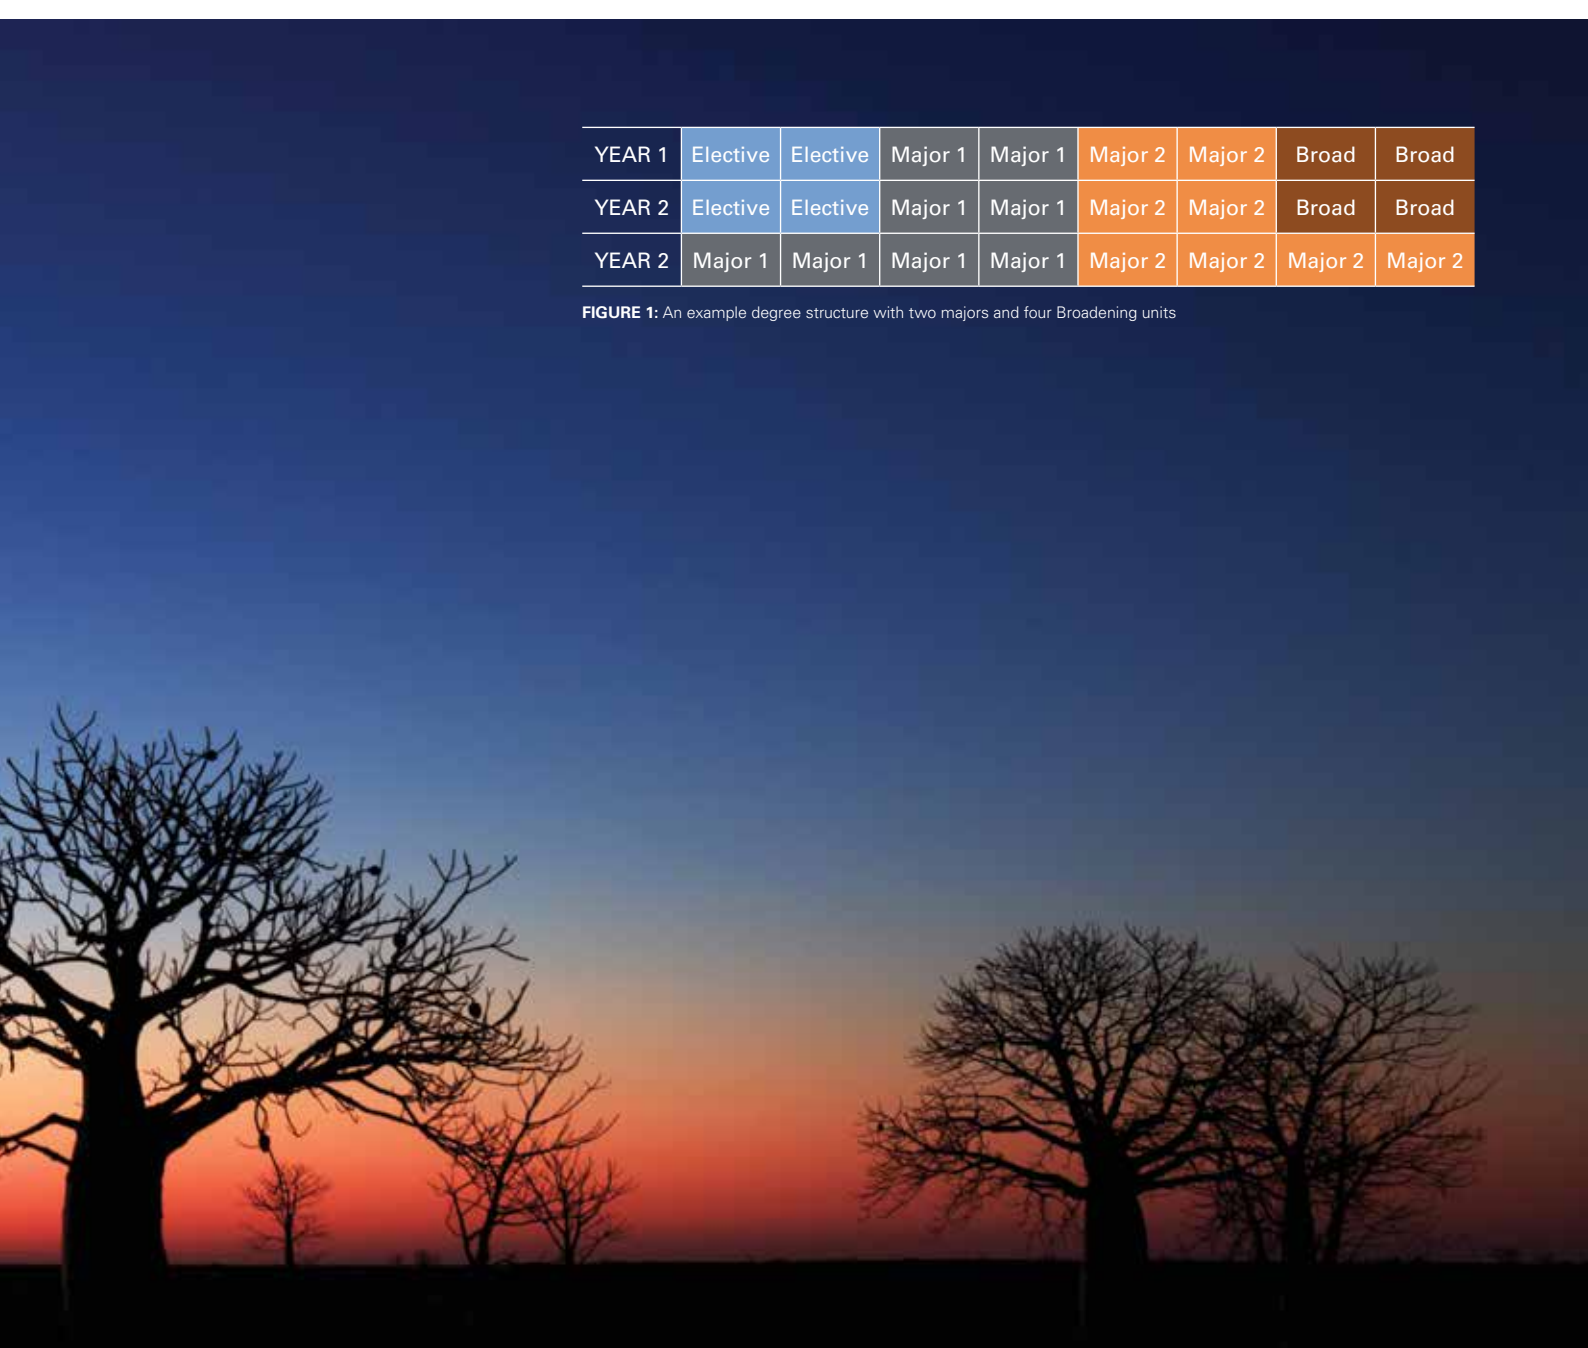 YEAR 1 Elective Elective Major 1 Major 1 Major 2 Major 2 Broad Broad
YEAR 2 Elective Elective Major 1 Major 1 Major 2 Major 2 Broad Broad
YEAR 2 Major 1 Major 1 Major 1 Major 1 Major 2 Major 2 Major 2 Major 2
FIGURE 1: An example degree structure with two majors and four Broadening units